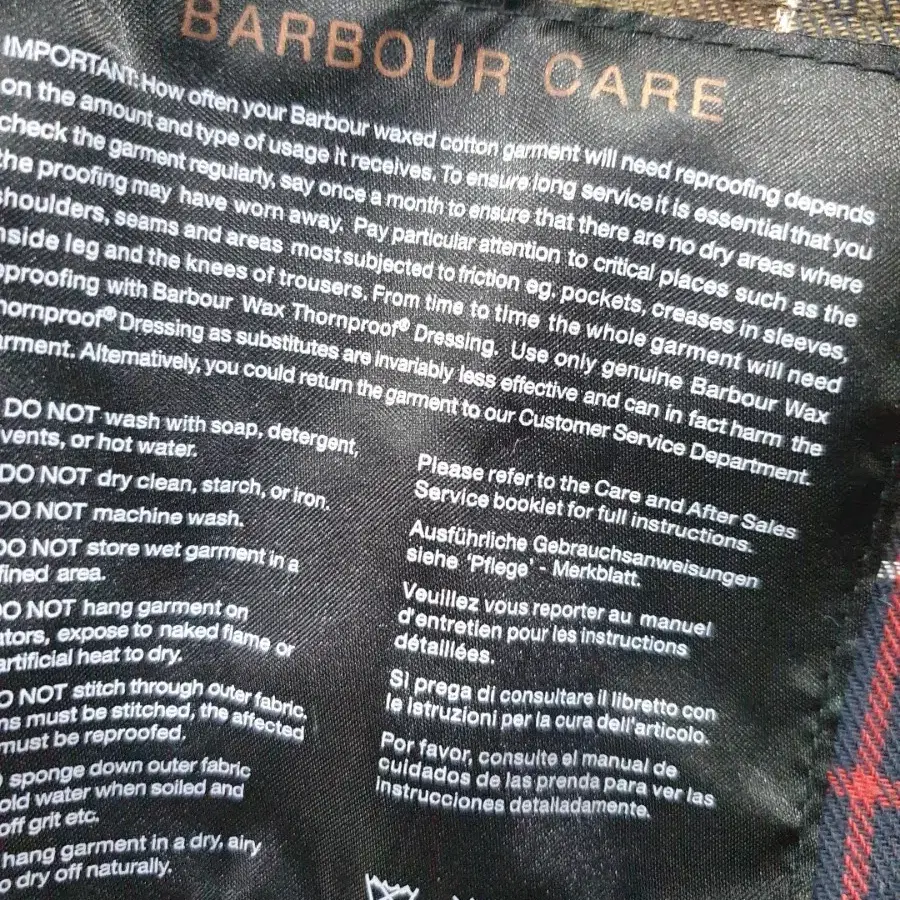 BARBOUR CARE
IMPORTANT: How often your Barbour waxed cotton garment will need reproofing depends
on the amount and type of usage it receives. To ensure long service it is essential that you
check the garment regularly, say once a month to ensure that there are no dry areas where
the proofing may have worn away. Pay particular attention to critical places such as the
shoulders, seams and areas most subjected to friction eg. pockets, creases in sleeves,
nside leg and the knees of trousers. From time to time the whole garment will need
eproofing with Barbour Wax Thornproof® Dressing. Use only genuine Barbour Wax
hornproof® Dressing as substitutes are invariably less effective and can in fact harm the
arment. Alternatively, you could return the garment to our Customer Service Department.
DO NOT wash with soap, detergent,
vents, or hot water.
DO NOT dry clean, starch, or iron.
DO NOT machine wash.
DO NOT store wet garment in a
fined area.
DO NOT hang garment on
ators, expose to naked flame or
artificial heat to dry.
O NOT stitch through outer fabric.
ns must be stitched, the affected
must be reproofed.
sponge down outer fabric
old water when soiled and
off grit etc.
hang garment in a dry, airy
o dry off naturally.
Please refer to the Care and After Sales
Service booklet for full instructions.
Ausführliche Gebrauchsanweisungen
siehe 'Pflege' - Merkblatt.
Veuillez vous reporter au manuel
d'entretien pour les instructions
détaillées.
Si prega di consultare il libretto con
le istruzioni per la cura dell'articolo.
Por favor, consulte el manual de
cuidados de las prenda para ver las
instrucciones detalladamente.